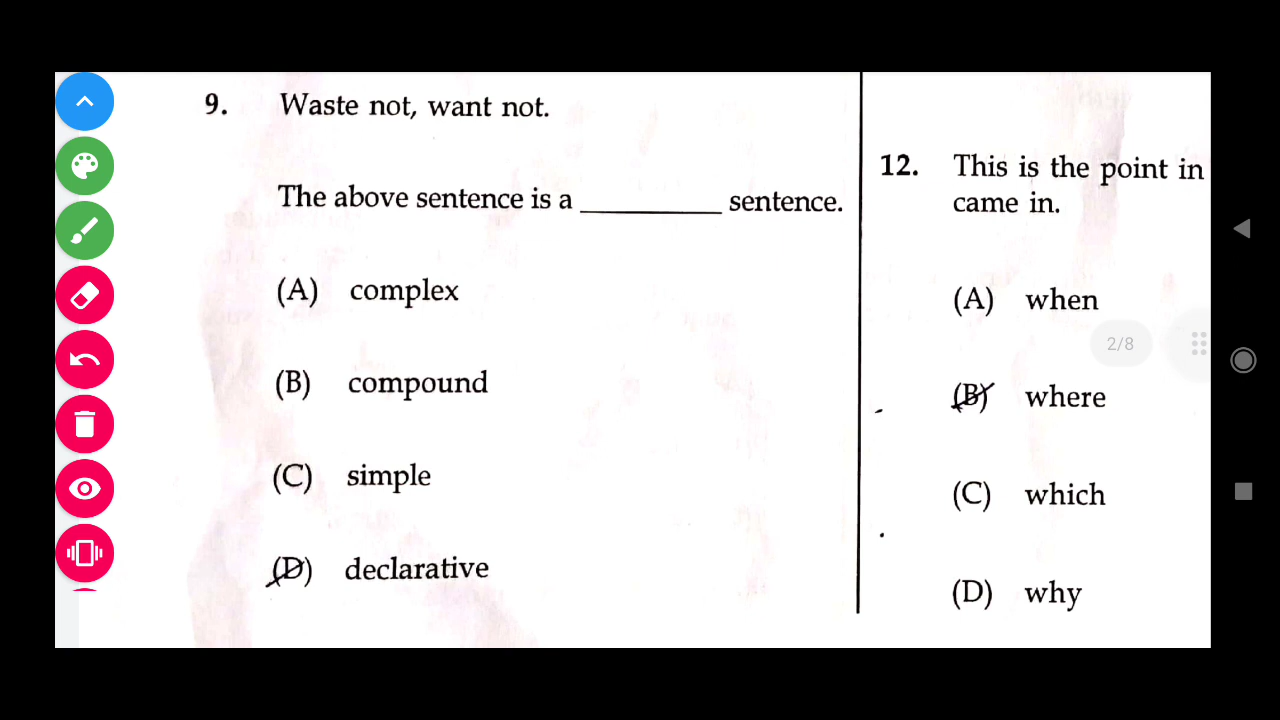 9. Waste not, want not.
The above sentence is a __________ sentence.
(A) complex
(B) compound
(C) simple
(D) declarative
12. This is the point in
came in.
(A) when
(B) where
(C) which
(D) why
2/8